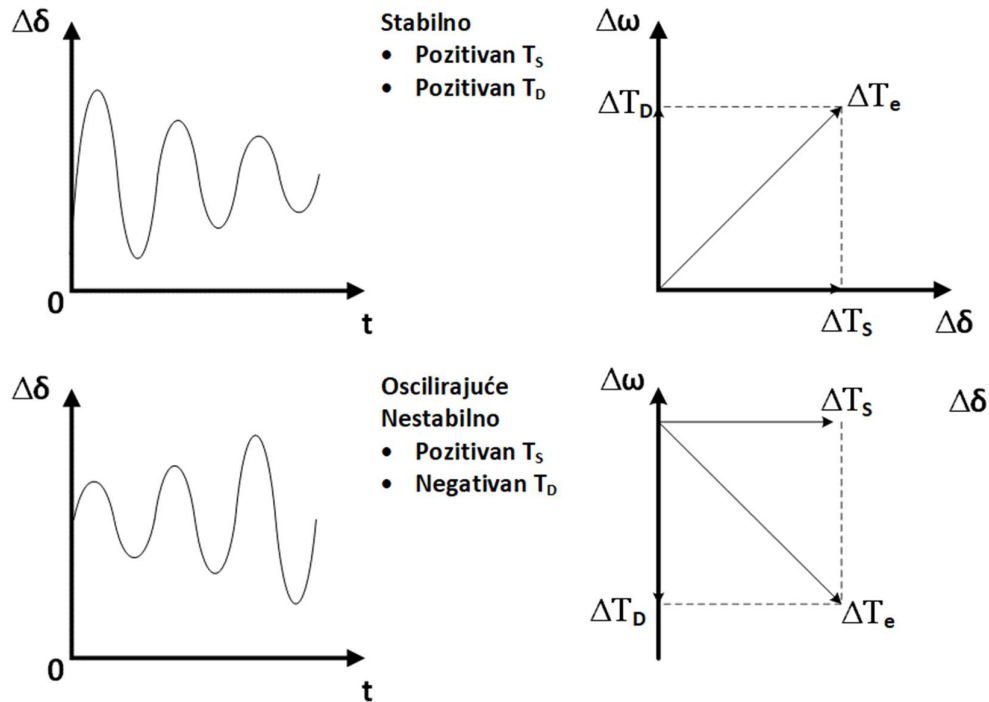 Δδ
Stabilno
• Pozitivan Ts
• Pozitivan TD
0
t
Δω
ΔTD
ΔTe
ΔTs
Δδ
Δδ
Oscilirajuće
Nestabilno
• Pozitivan Ts
• Negativan TD
0
t
Δω
ΔTs
Δδ
ΔTD
ΔTe